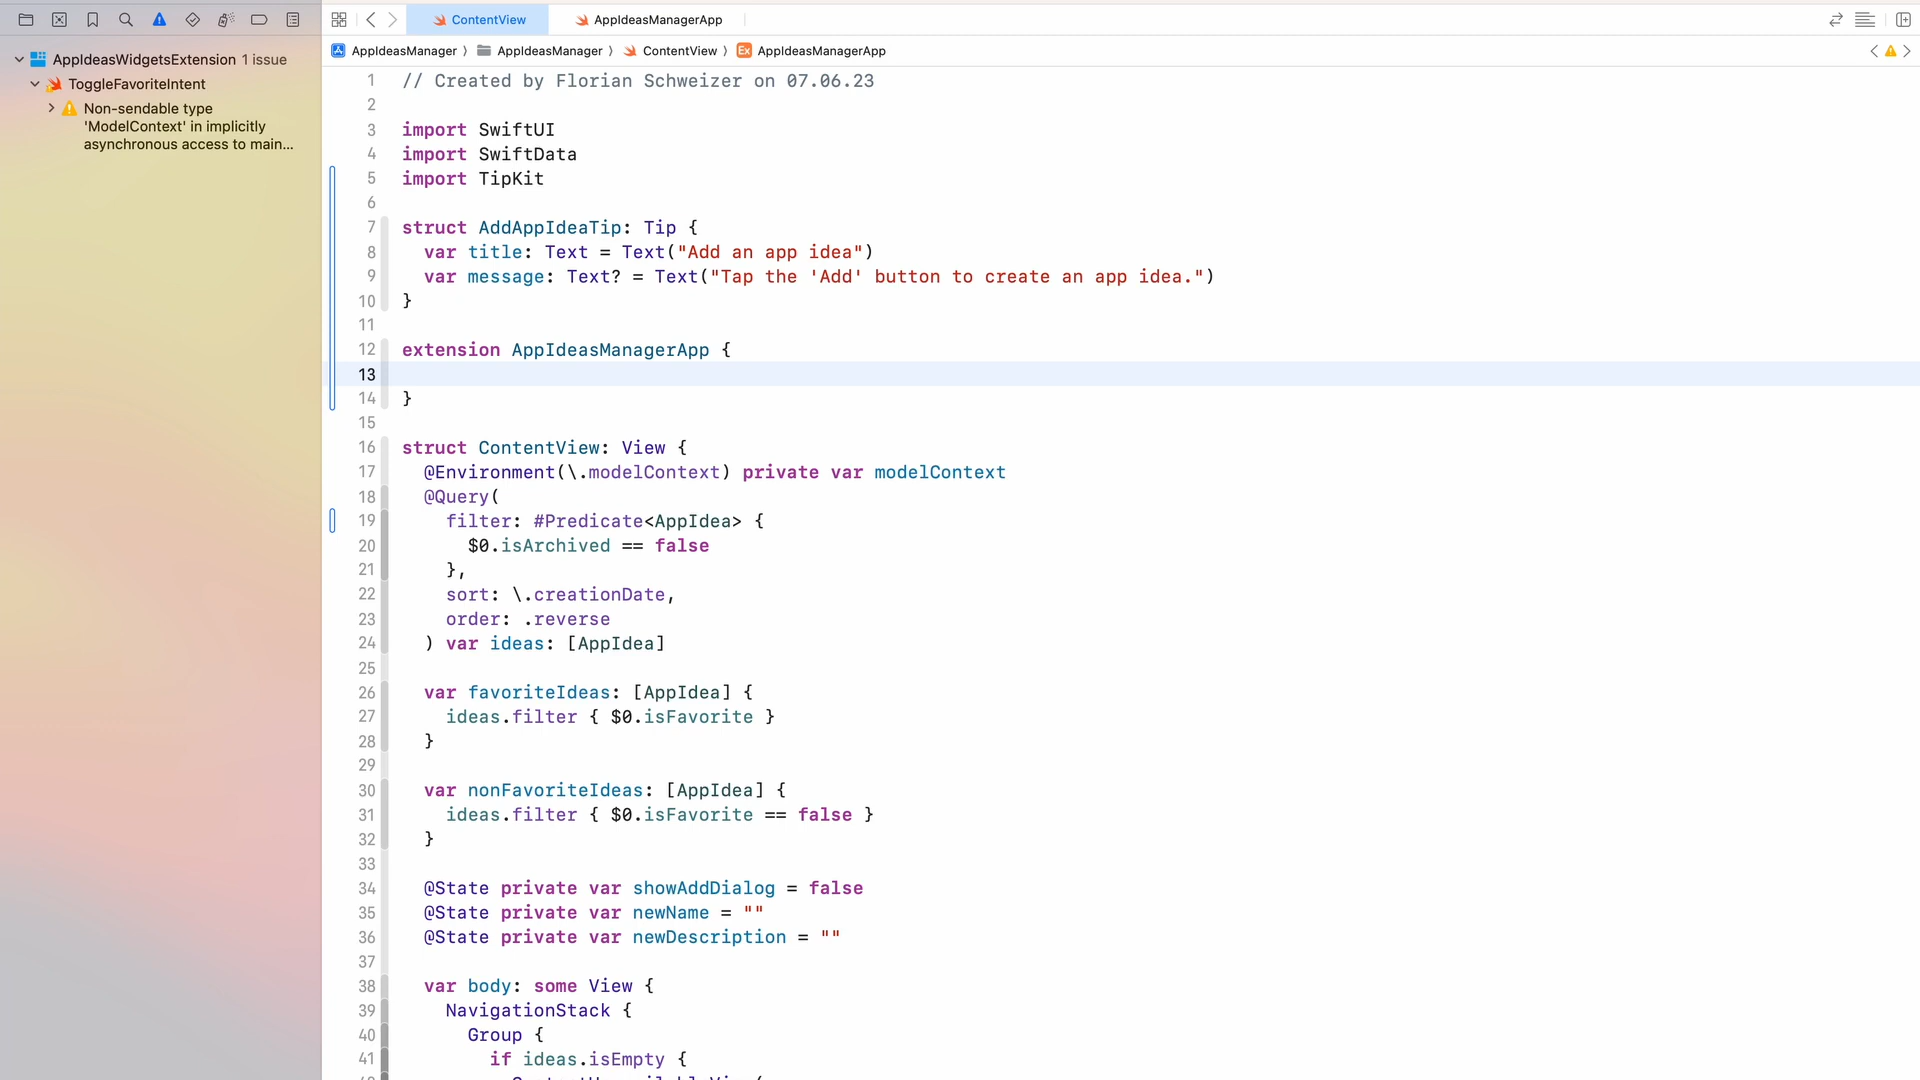 ContentView
AppIdeasManagerApp
AppIdeasWidgetsExtension 1 issue
ToggleFavoriteIntent
Non-sendable type
'ModelContext' in implicitly
asynchronous access to main...
AppIdeasManager 〉 AppIdeasManager 〉 ContentView 〉 Ex AppIdeasManagerApp
1 // Created by Florian Schweizer on 07.06.23
2
3 import SwiftUI
4 import SwiftData
5 import TipKit
6
7 struct AddAppIdeaTip: Tip {
8 var title: Text = Text("Add an app idea")
9 var message: Text? = Text("Tap the 'Add' button to create an app idea.")
10 }
11
12 extension AppIdeasManagerApp {
13
14 }
15
16 struct ContentView: View {
17 @Environment(\.modelContext) private var modelContext
18 @Query(
19 filter: #Predicate<AppIdea> {
20 $0.isArchived == false
21 },
22 sort: \.creationDate,
23 order: .reverse
24 ) var ideas: [AppIdea]
25
26 var favoriteIdeas: [AppIdea] {
27 ideas.filter { $0.isFavorite }
28 }
29
30 var nonFavoriteIdeas: [AppIdea] {
31 ideas.filter { $0.isFavorite == false }
32 }
33
34 @State private var showAddDialog = false
35 @State private var newName = ""
36 @State private var newDescription = ""
37
38 var body: some View {
39 NavigationStack {
40 Group {
41 if ideas.isEmpty {